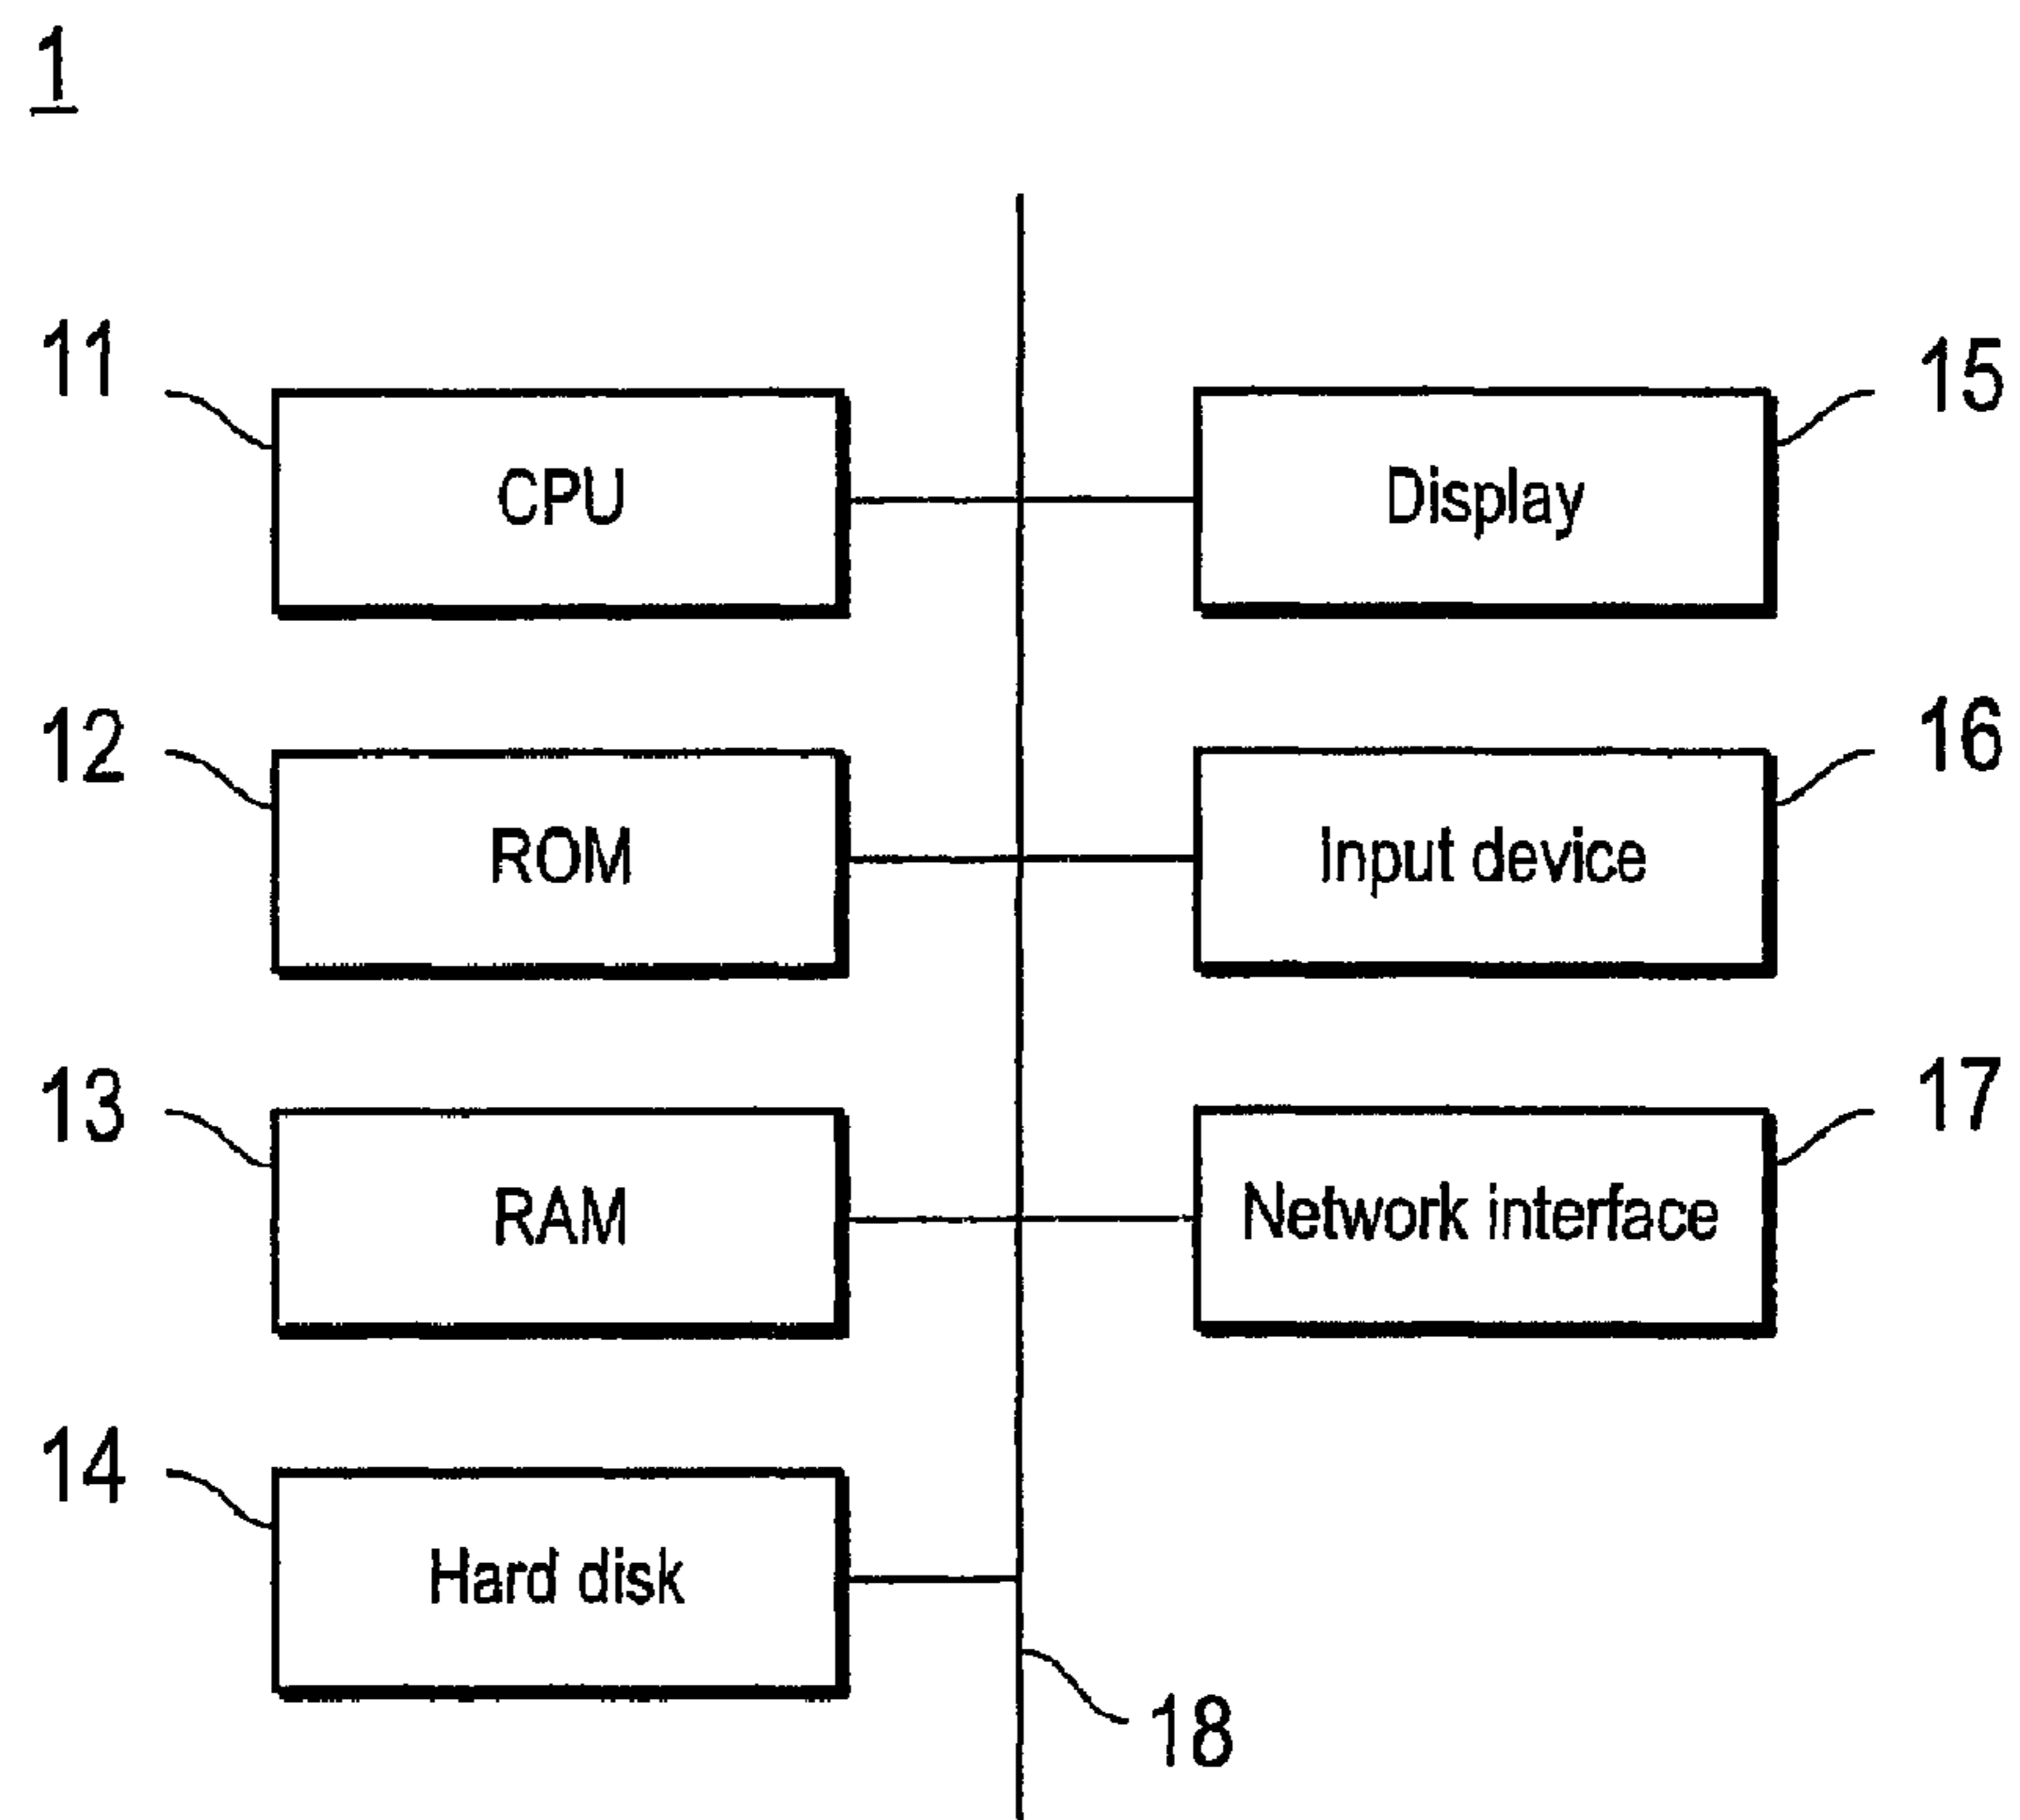 1
11
CPU
15
Display
12
ROM
16
Input device
13
RAM
17
Network interface
14
Hard disk
18